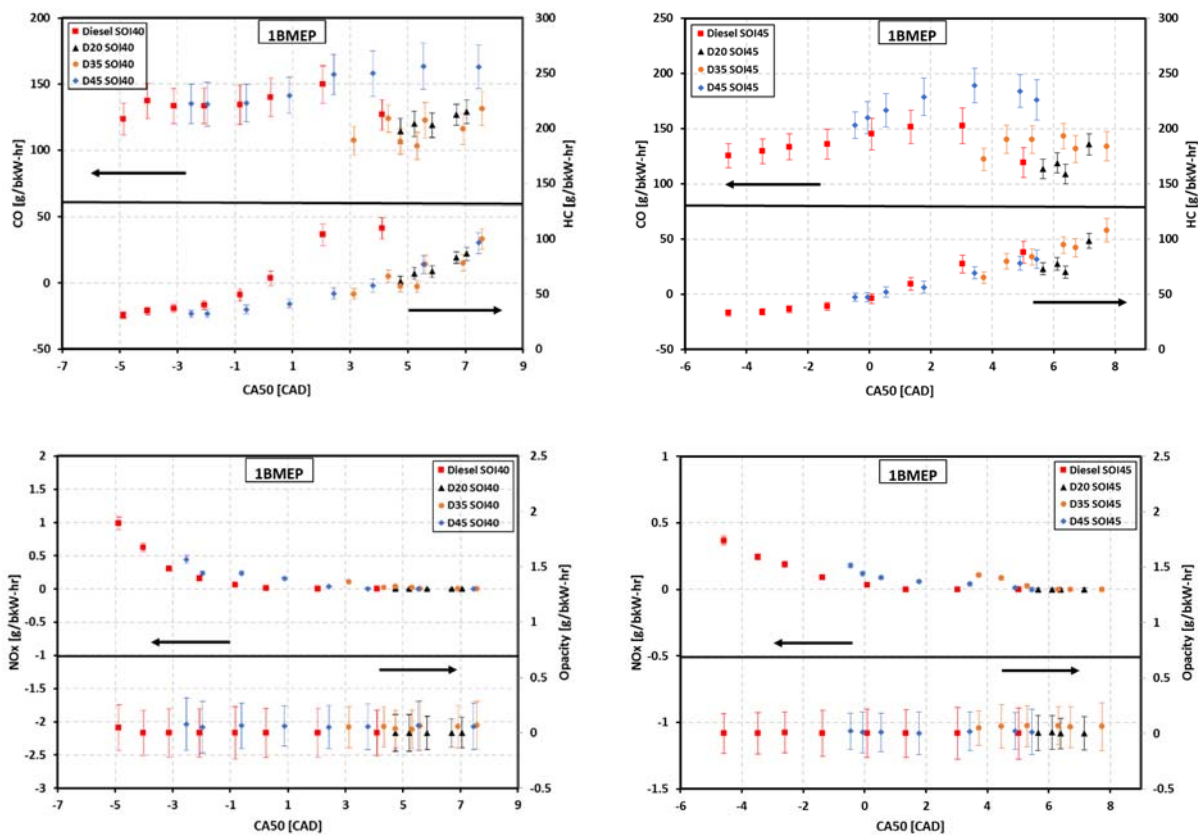 200
300
1BMEP
Diesel SOI40
D20 SOI40
D35 SOI40
D45 SOI40
150
250
100
200
50
150
0
100
-50
50
0
CO [g/bkW-hr]
HC [g/bkW-hr]
-7 -5 -3 -1 1 3 5 7 9
CA50 [CAD]
250
300
1BMEP
Diesel SOI45
D20 SOI45
D35 SOI45
D45 SOI45
200
250
150
200
100
150
50
100
0
50
-50
0
CO [g/bkW-hr]
HC [g/bkW-hr]
-6 -4 -2 0 2 4 6 8
CA50 [CAD]
2
2.5
1BMEP
Diesel SOI40
D20 SOI40
D35 SOI40
D45 SOI40
1.5
2
1
1.5
0.5
1
0
0.5
-0.5
0
-1
-0.5
-1.5
-2
-2.5
-3
NOx [g/bkW-hr]
Opacity [g/bkW-hr]
-7 -5 -3 -1 1 3 5 7 9
CA50 [CAD]
1
2.5
1BMEP
Diesel SOI45
D20 SOI45
D35 SOI45
D45 SOI45
0.5
2
0
1.5
-0.5
1
-1
0.5
-1.5
0
-0.5
NOx [g/bkW-hr]
Opacity [g/bkW-hr]
-6 -4 -2 0 2 4 6 8
CA50 [CAD]